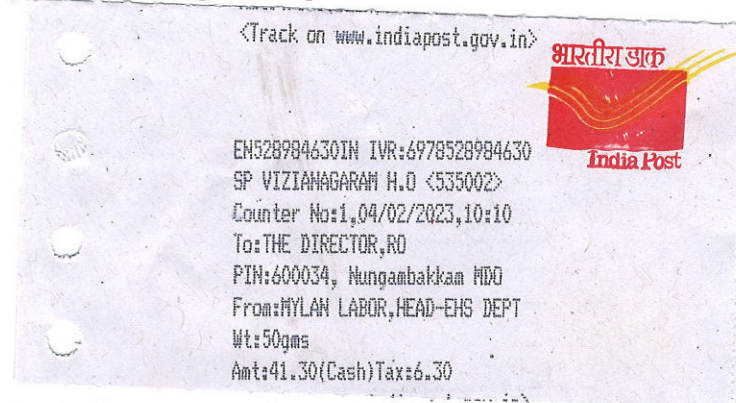 <Track on www.indiapost.gov.in>
भारतीय डाक
India Post
EN528984630IN IVR:6978528984630
SP VIZIANAGARAM H.O <535002>
Counter No:1,04/02/2023,10:10
To:THE DIRECTOR,RO
PIN:600034, Nungambakkam MDO
From:MYLAN LABOR,HEAD-EHS DEPT
Wt:50gms
Amt:41.30(Cash)Tax:6.30